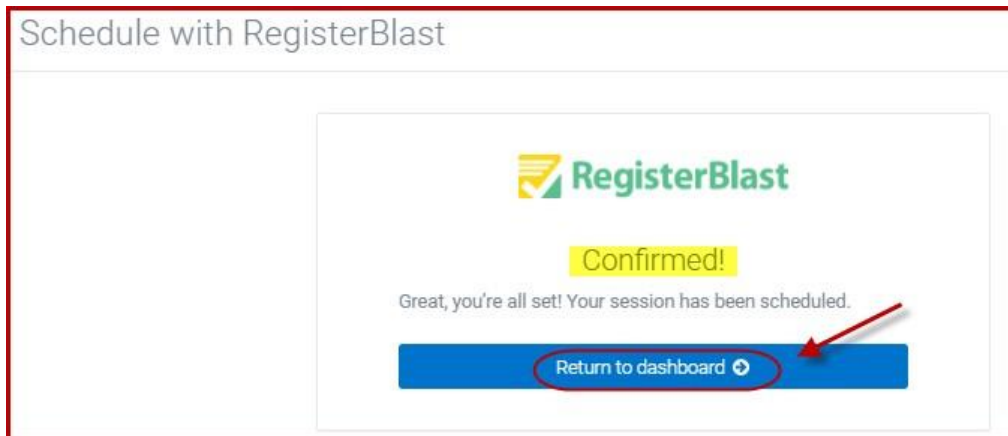 Schedule with RegisterBlast
RegisterBlast
Confirmed!
Great, you're all set! Your session has been scheduled.
Return to dashboard